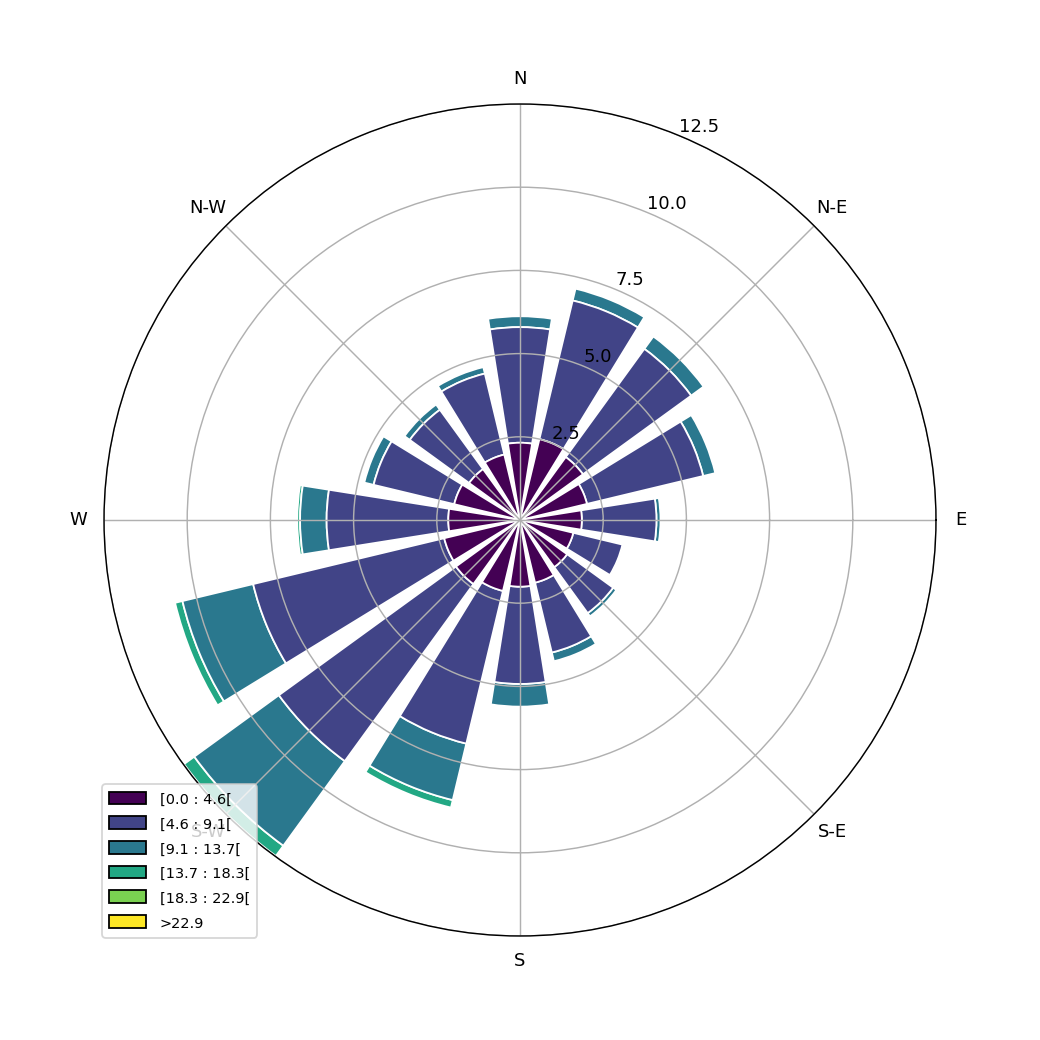 N
12.5
N-W
N-E
10.0
7.5
5.0
2.5
W
E
[0.0 : 4.6[
[4.6 : 9.1[
S-W
S-E
[9.1 : 13.7[
[13.7 : 18.3[
[18.3 : 22.9[
>22.9
S